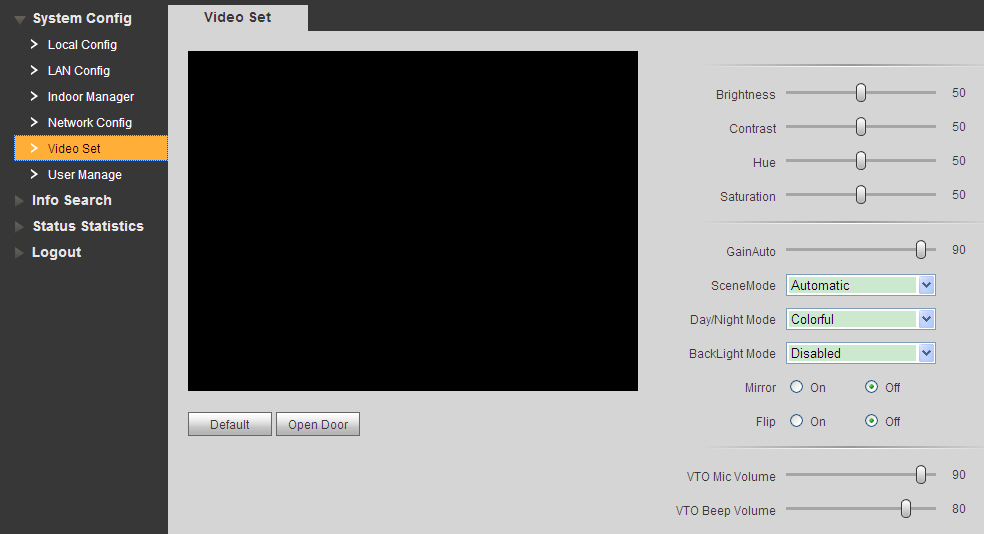 System Config
Local Config
LAN Config
Indoor Manager
Network Config
Video Set
User Manage
Info Search
Status Statistics
Logout
Video Set
Default
Open Door
Brightness 50
Contrast 50
Hue 50
Saturation 50
GainAuto 90
SceneMode Automatic
Day/Night Mode Colorful
BackLight Mode Disabled
Mirror On Off
Flip On Off
VTO Mic Volume 90
VTO Beep Volume 80